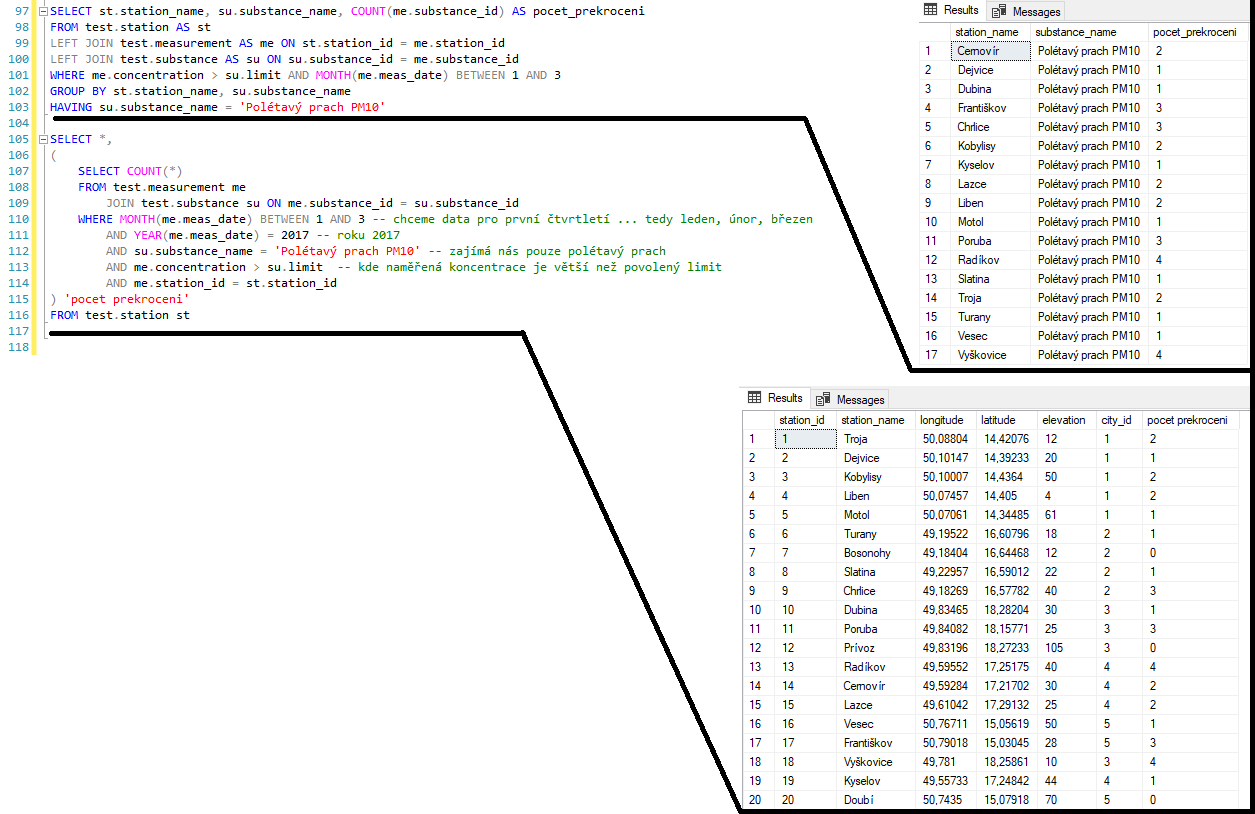 97 SELECT st.station_name, su.substance_name, COUNT(me.substance_id) AS pocet_prekroceni
98 FROM test.station AS st
99 LEFT JOIN test.measurement AS me ON st.station_id = me.station_id
100 LEFT JOIN test.substance AS su ON su.substance_id = me.substance_id
101 WHERE me.concentration > su.limit AND MONTH(me.meas_date) BETWEEN 1 AND 3
102 GROUP BY st.station_name, su.substance_name
103 HAVING su.substance_name = 'Polétavý prach PM10'
104
105 SELECT *,
106 (
107 SELECT COUNT(*)
108 FROM test.measurement me
109 JOIN test.substance su ON me.substance_id = su.substance_id
110 WHERE MONTH(me.meas_date) BETWEEN 1 AND 3 -- chceme data pro první čtvrtletí ... tedy leden, únor, březen
111 AND YEAR(me.meas_date) = 2017 -- roku 2017
112 AND su.substance_name = 'Polétavý prach PM10' -- zajímá nás pouze polétavý prach
113 AND me.concentration > su.limit -- kde naměřená koncentrace je větší než povolený limit
114 AND me.station_id = st.station_id
115 ) 'pocet prekroceni'
116 FROM test.station st
117
118
Results Messages
station_name substance_name pocet_prekroceni
1 Cernovír Polétavý prach PM10 2
2 Dejvice Polétavý prach PM10 1
3 Dubina Polétavý prach PM10 1
4 Františkov Polétavý prach PM10 3
5 Chrlice Polétavý prach PM10 3
6 Kobylisy Polétavý prach PM10 2
7 Kyselov Polétavý prach PM10 1
8 Lazce Polétavý prach PM10 2
9 Liben Polétavý prach PM10 2
10 Motol Polétavý prach PM10 1
11 Poruba Polétavý prach PM10 3
12 Radíkov Polétavý prach PM10 4
13 Slatina Polétavý prach PM10 1
14 Troja Polétavý prach PM10 2
15 Turany Polétavý prach PM10 1
16 Vesec Polétavý prach PM10 1
17 Vyškovice Polétavý prach PM10 4
Results Messages
station_id station_name longitude latitude elevation city_id pocet prekroceni
1 1 Troja 50,08804 14,42076 12 1 2
2 2 Dejvice 50,10147 14,39233 20 1 1
3 3 Kobylisy 50,10007 14,4364 50 1 2
4 4 Liben 50,07457 14,405 4 1 2
5 5 Motol 50,07061 14,34485 61 1 1
6 6 Turany 49,19522 16,60796 18 2 1
7 7 Bosonohy 49,18404 16,64468 12 2 0
8 8 Slatina 49,22957 16,59012 22 2 1
9 9 Chrlice 49,18269 16,57782 40 2 3
10 10 Dubina 49,83465 18,28204 30 3 1
11 11 Poruba 49,84082 18,15771 25 3 3
12 12 Prívoz 49,83196 18,27233 105 3 0
13 13 Radíkov 49,59552 17,25175 40 4 4
14 14 Cernovír 49,59284 17,21702 30 4 2
15 15 Lazce 49,61042 17,29132 25 4 2
16 16 Vesec 50,76711 15,05619 50 5 1
17 17 Františkov 50,79018 15,03045 28 5 3
18 18 Vyškovice 49,781 18,25861 10 3 4
19 19 Kyselov 49,55733 17,24842 44 4 1
20 20 Doubí 50,7435 15,07918 70 5 0